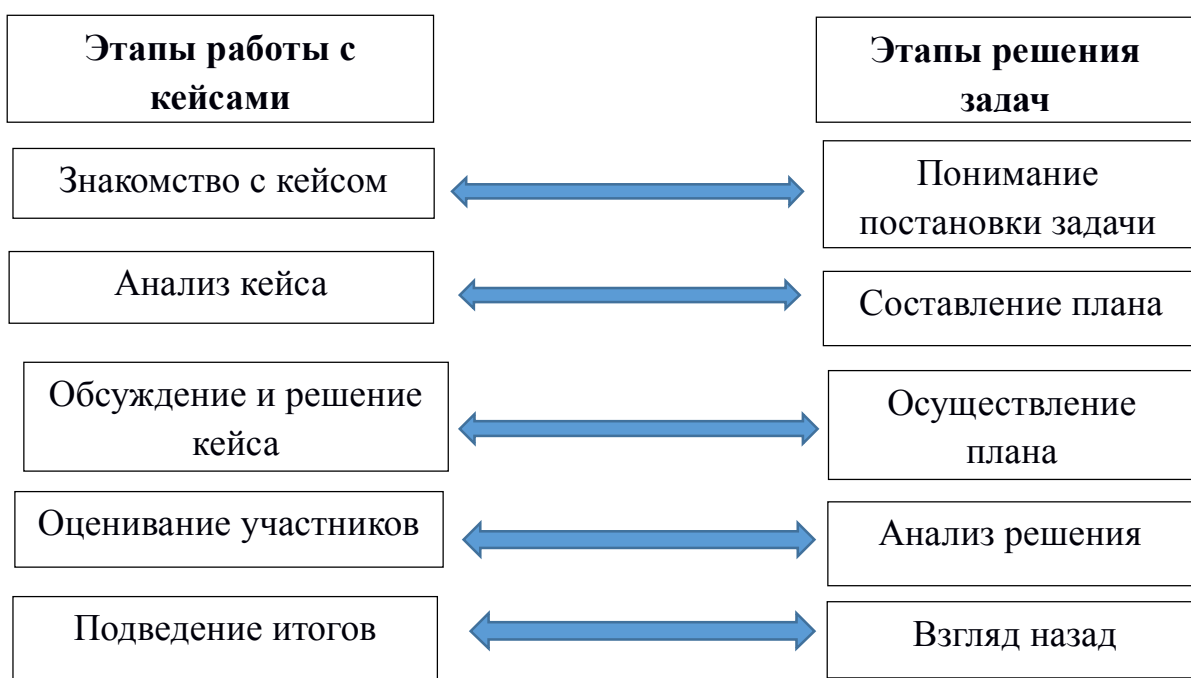 Этапы работы с
кейсами
Этапы решения
задач
Знакомство с кейсом
Понимание
постановки задачи
Анализ кейса
Составление плана
Обсуждение и решение
кейса
Осуществление
плана
Оценивание участников
Анализ решения
Подведение итогов
Взгляд назад